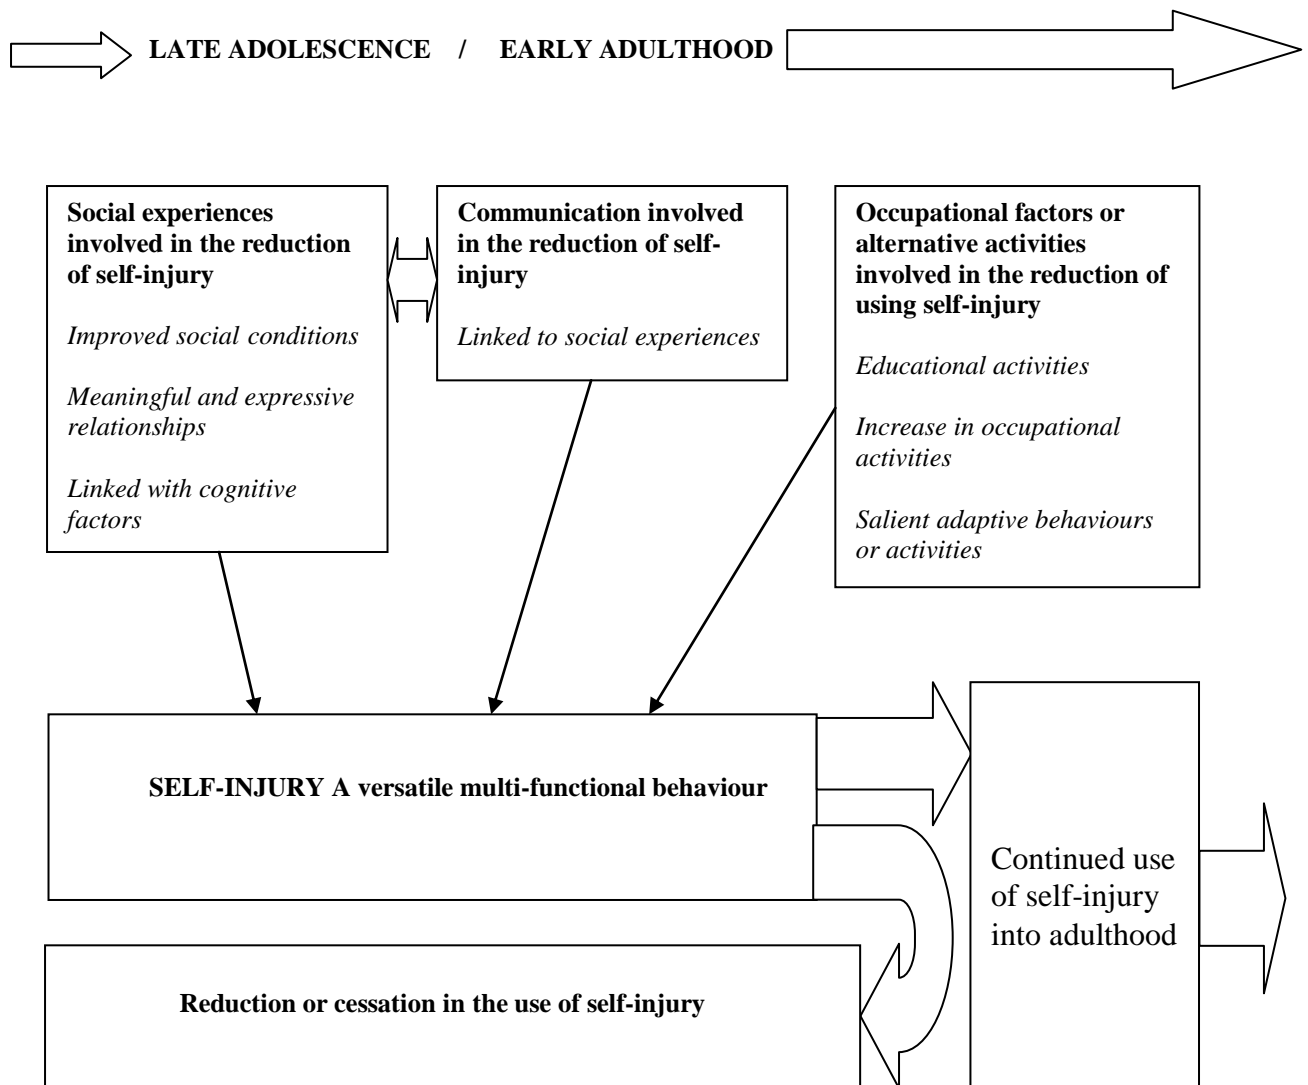 LATE ADOLESCENCE / EARLY ADULTHOOD
Social experiences
involved in the reduction
of self-injury
Improved social conditions
Meaningful and expressive
relationships
Linked with cognitive
factors
Communication involved
in the reduction of self-
injury
Linked to social experiences
Occupational factors or
alternative activities
involved in the reduction of
using self-injury
Educational activities
Increase in occupational
activities
Salient adaptive behaviours
or activities
SELF-INJURY A versatile multi-functional behaviour
Continued use
of self-injury
into adulthood
Reduction or cessation in the use of self-injury